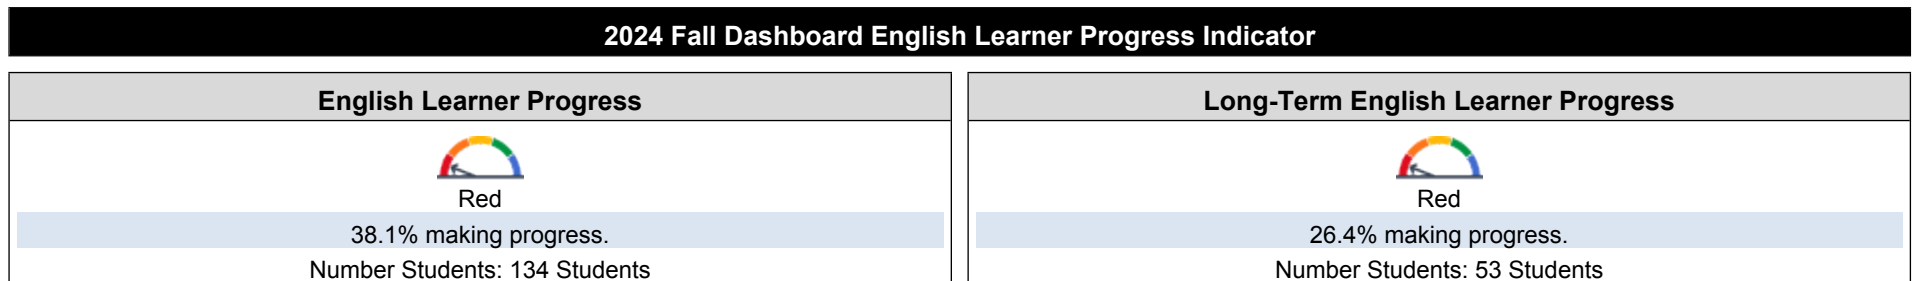 2024 Fall Dashboard English Learner Progress Indicator
English Learner Progress
Red
38.1% making progress.
Number Students: 134 Students
Long-Term English Learner Progress
Red
26.4% making progress.
Number Students: 53 Students